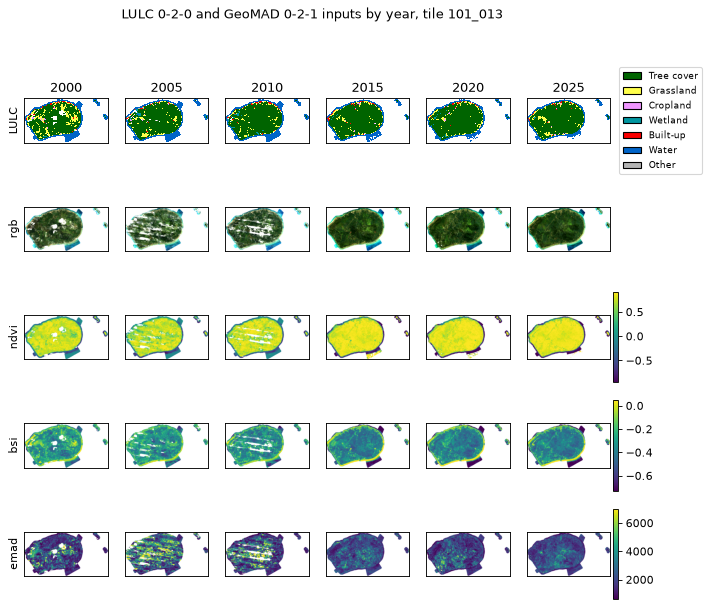 LULC 0-2-0 and GeoMAD 0-2-1 inputs by year, tile 101_013
2000 2005 2010 2015 2020 2025
LULC
Tree cover
Grassland
Cropland
Wetland
Built-up
Water
Other
rgb
ndvi
0.5
0.0
−0.5
bsi
0.0
−0.2
−0.4
−0.6
emad
6000
4000
2000